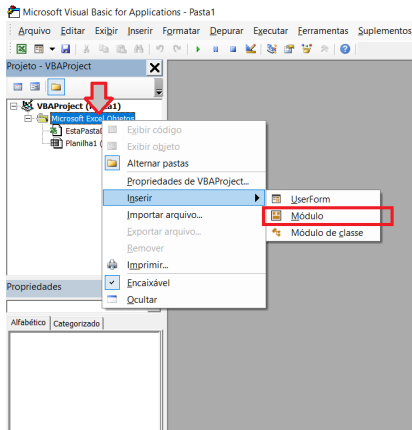 Microsoft Visual Basic for Applications - Pasta1
Arquivo Editar Exibir Inserir Formatar Depurar Executar Ferramentas Suplementos
Projeto - VBAProject
VBAProject (
1)
Microsoft Excel Objetos
EstaPasta
Planilha1 (
Exibir código
Exibir objeto
Alternar pastas
Propriedades de VBAProject...
Inserir
UserForm
Importar arquivo...
Módulo
Exportar arquivo...
Módulo de classe
Remover
Imprimir...
Propriedades
Encaixável
Ocultar
Alfabético Categorizado